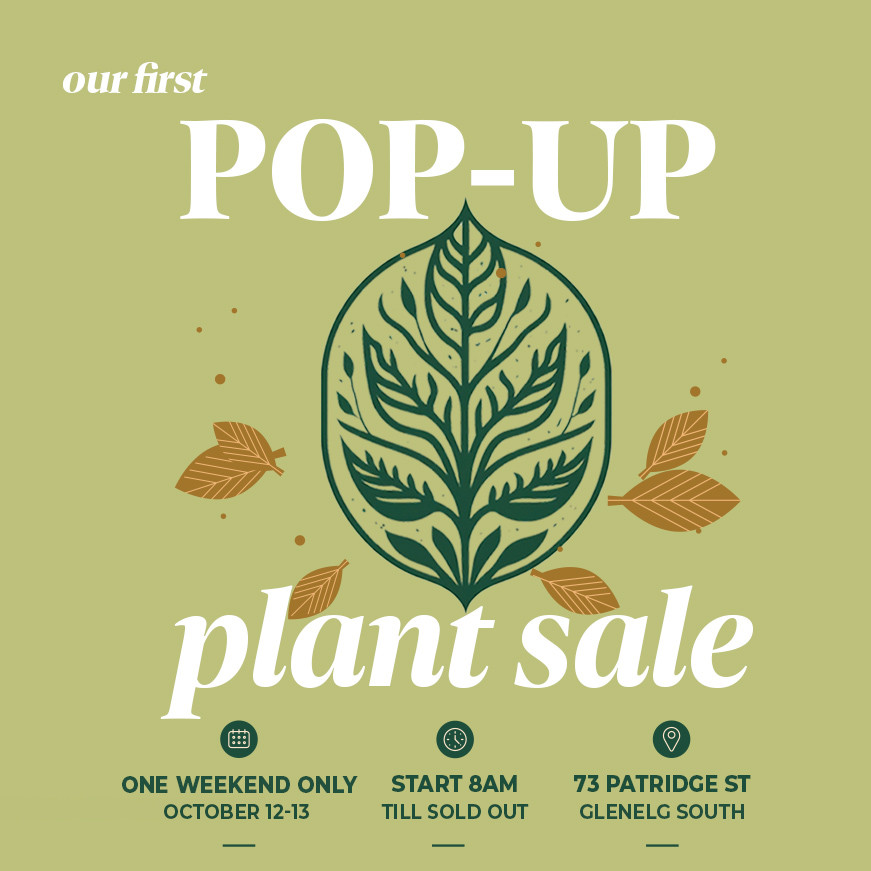 our first
POP-UP
plant sale
ONE WEEKEND ONLY
OCTOBER 12-13
START 8AM
TILL SOLD OUT
73 PATRIDGE ST
GLENELG SOUTH